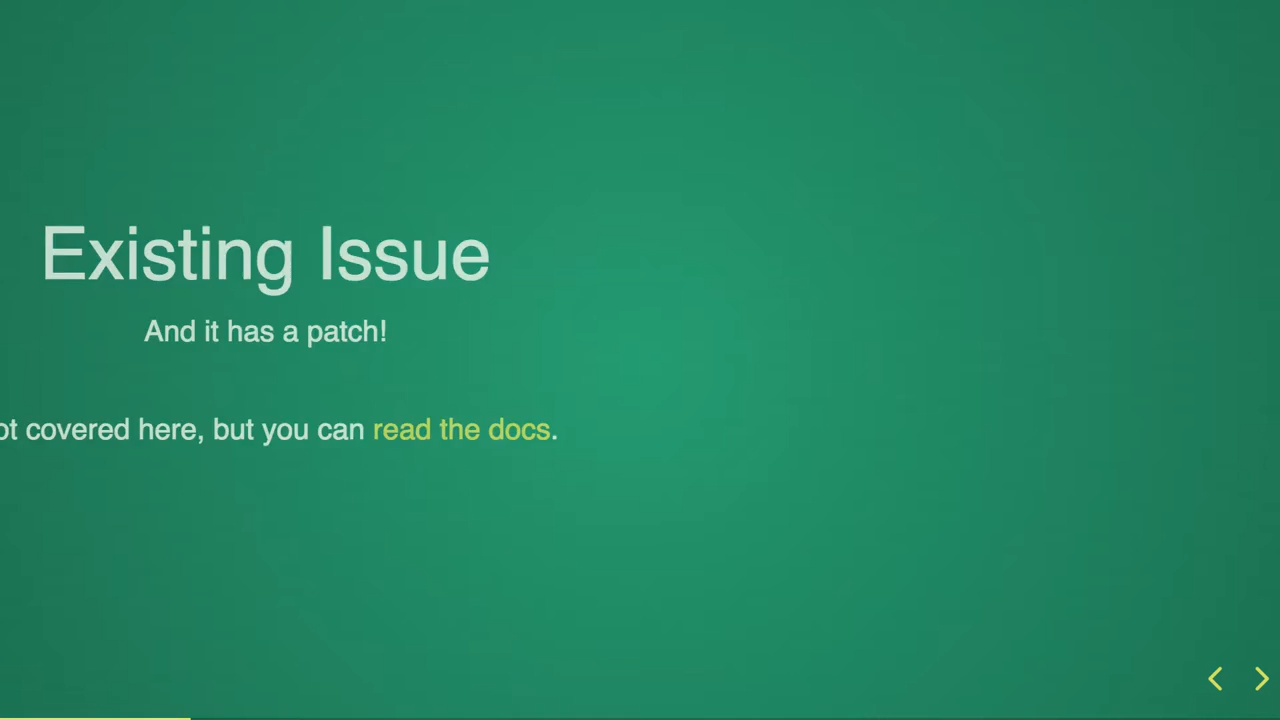 Existing Issue
And it has a patch!
covered here, but you can read the docs.